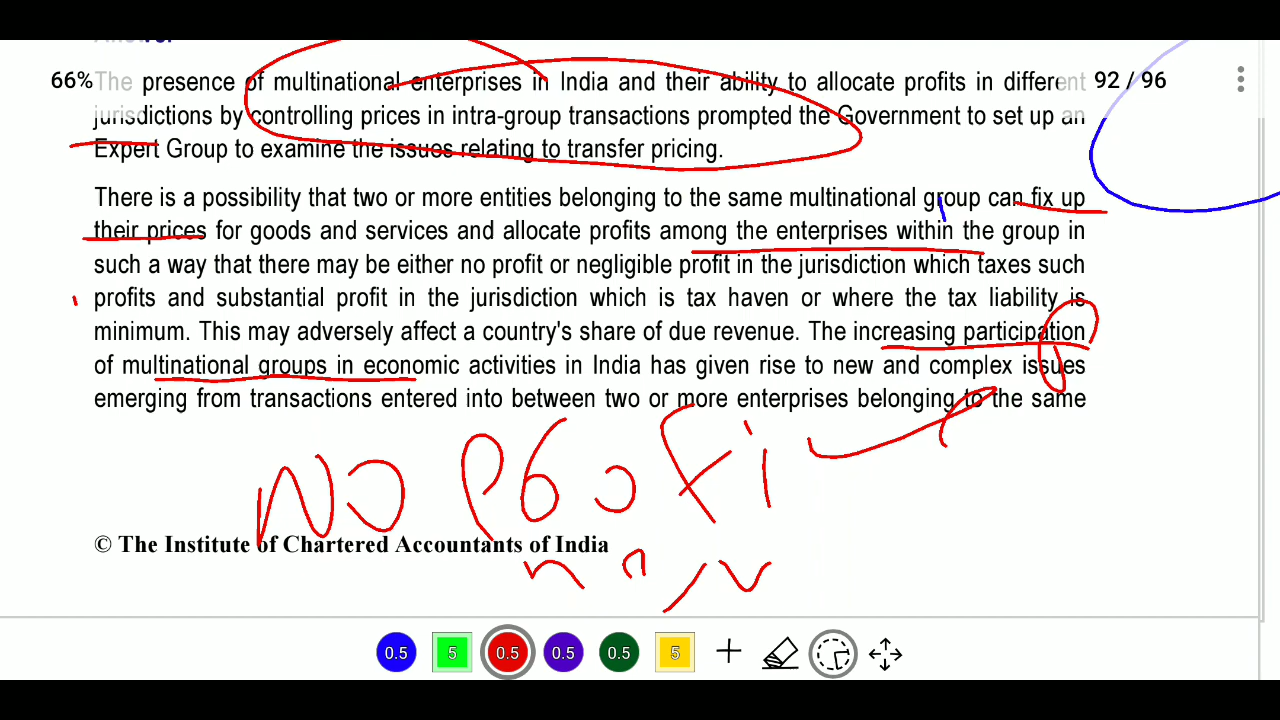 66%
92 / 96
The presence of multinational enterprises in India and their ability to allocate profits in different
jurisdictions by controlling prices in intra-group transactions prompted the Government to set up an
Expert Group to examine the issues relating to transfer pricing.
There is a possibility that two or more entities belonging to the same multinational group can fix up
their prices for goods and services and allocate profits among the enterprises within the group in
such a way that there may be either no profit or negligible profit in the jurisdiction which taxes such
profits and substantial profit in the jurisdiction which is tax haven or where the tax liability is
minimum. This may adversely affect a country's share of due revenue. The increasing participation
of multinational groups in economic activities in India has given rise to new and complex issues
emerging from transactions entered into between two or more enterprises belonging to the same
NO
© The Institute of Chartered Accountants of India
0.5 5 0.5 0.5 0.5 5